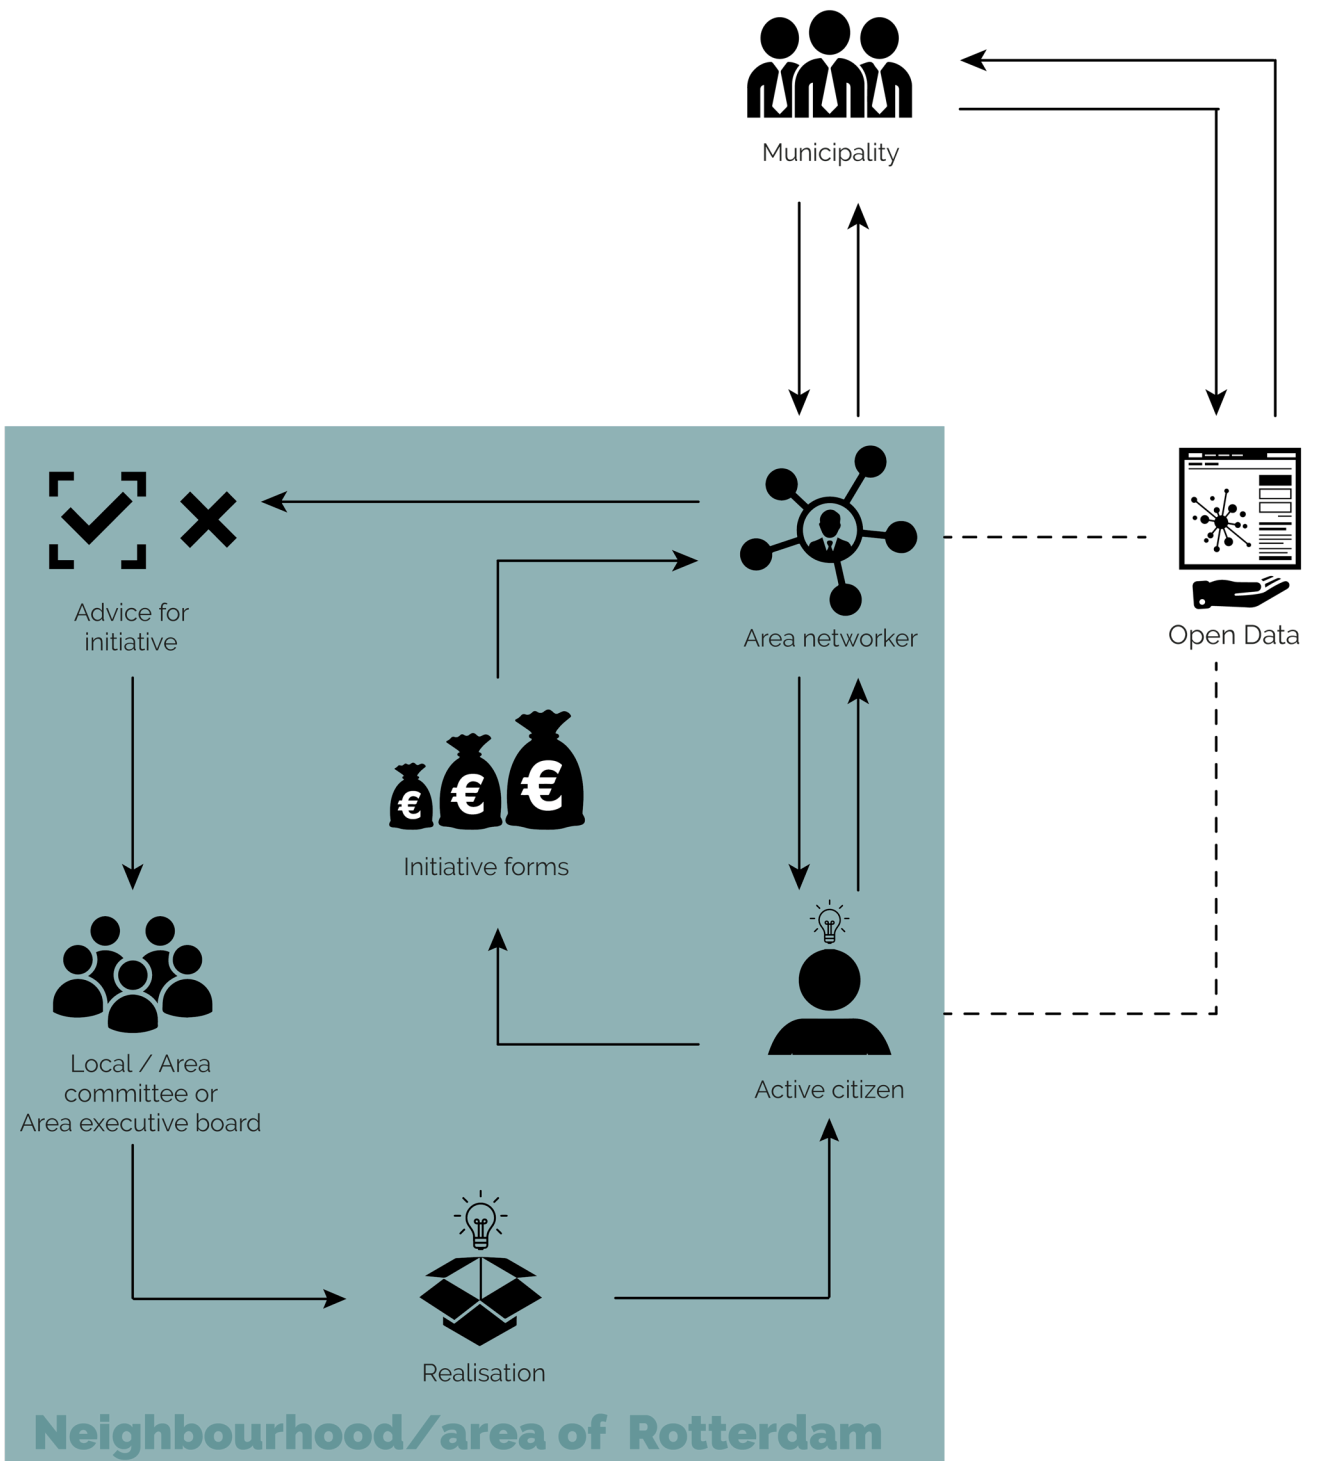 Municipality
Advice for
initiative
Area networker
Open Data
€ € €
Initiative forms
Local / Area
committee or
Area executive board
Active citizen
Realisation
Neighbourhood/area of Rotterdam